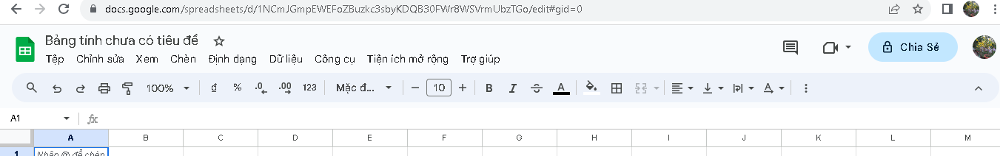 docs.google.com/spreadsheets/d/1NCmJGmpEWEFoZBuzkc3sbyKDQB30FWr8WSVrmUbzTGo/edit#gid=0
Bảng tính chưa có tiêu đề
Tệp Chỉnh sửa Xem Chèn Định dạng Dữ liệu Công cụ Tiện ích mở rộng Trợ giúp
Chia Sẻ
100% đ % .0 .00 123 Mặc đ... 10 B I S A A
A1 fx
A B C D E F G H I J K L M
1 Nhập @ để chèn